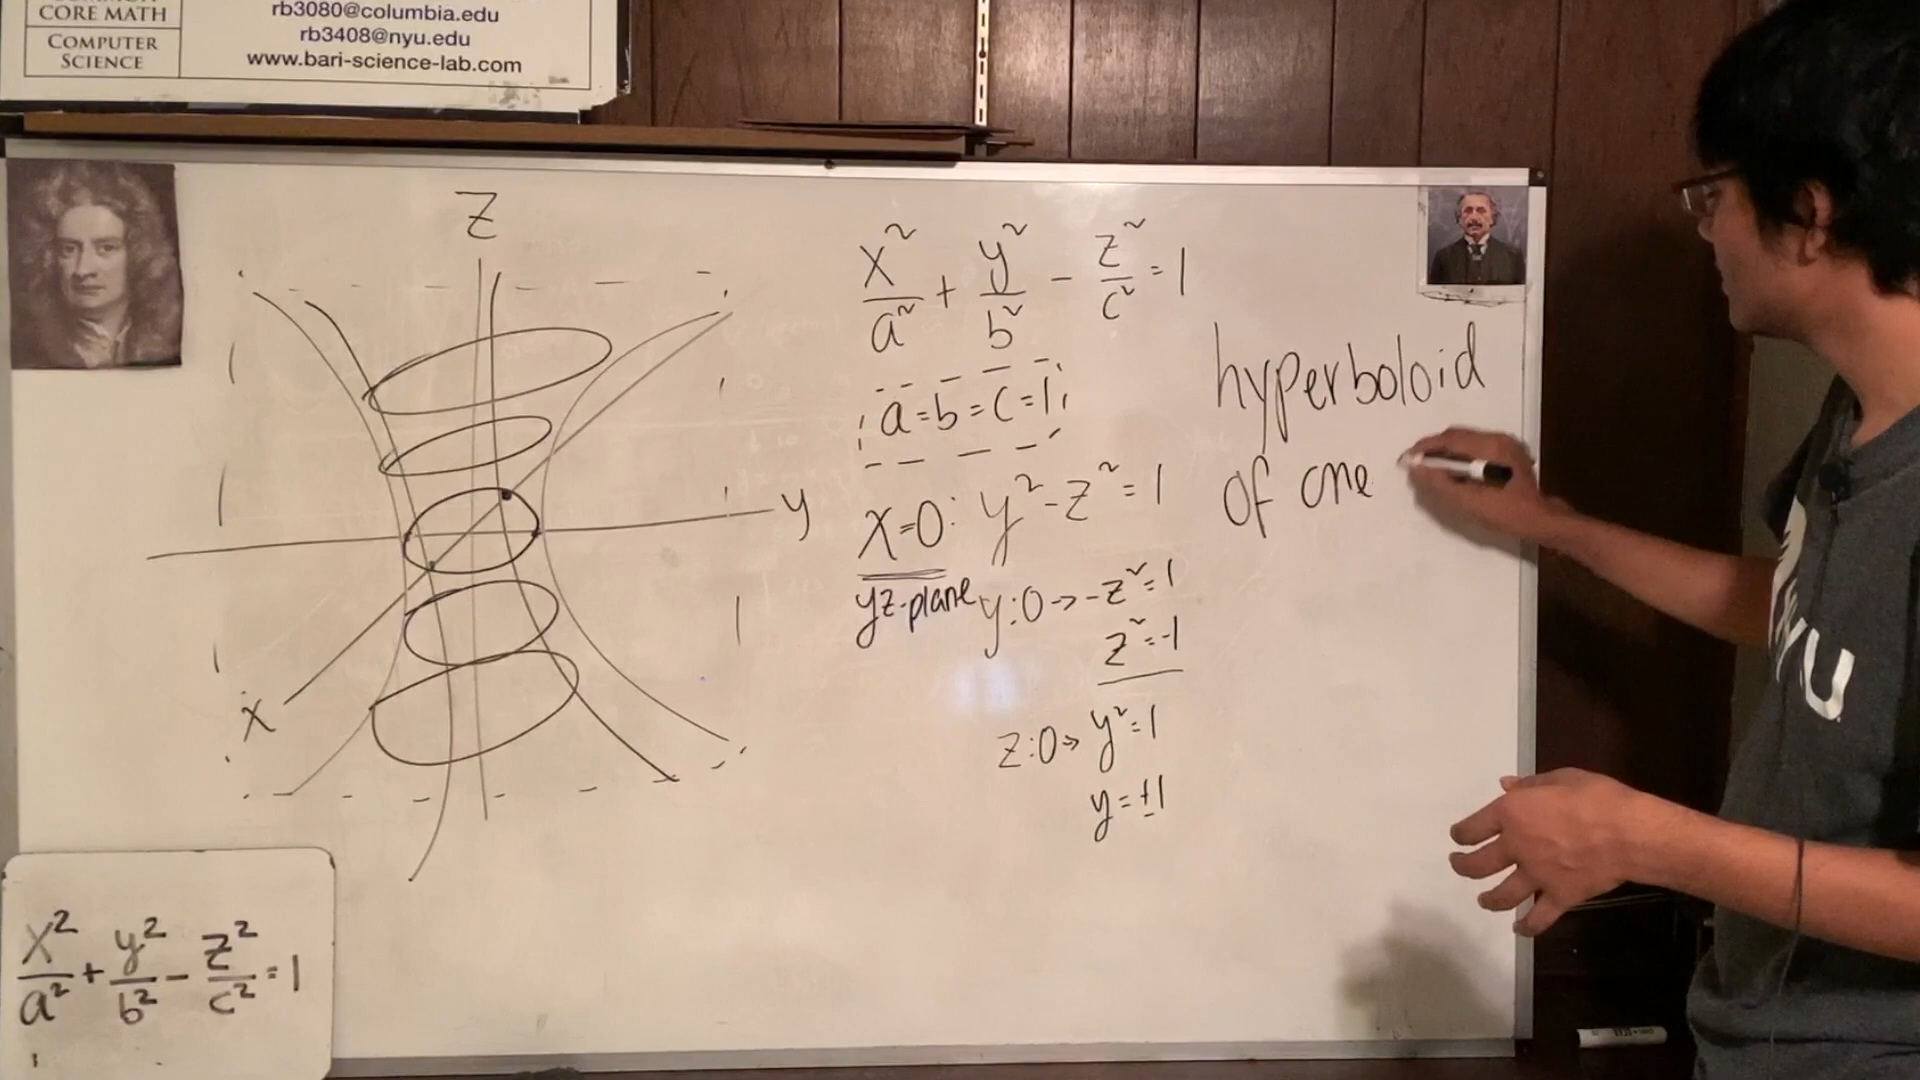 CORE MATH
COMPUTER
SCIENCE
rb3080@columbia.edu
rb3408@nyu.edu
www.bari-science-lab.com
Z
y
x
x²/a² + y²/b² - z²/c² = 1
a=b=c=1
x=0: y²-z²=1
yz-plane
y:0→ -z²=1
z²=-1
z:0→ y²=1
y=±1
hyperboloid
of one
x²/a² + y²/b² - z²/c² = 1